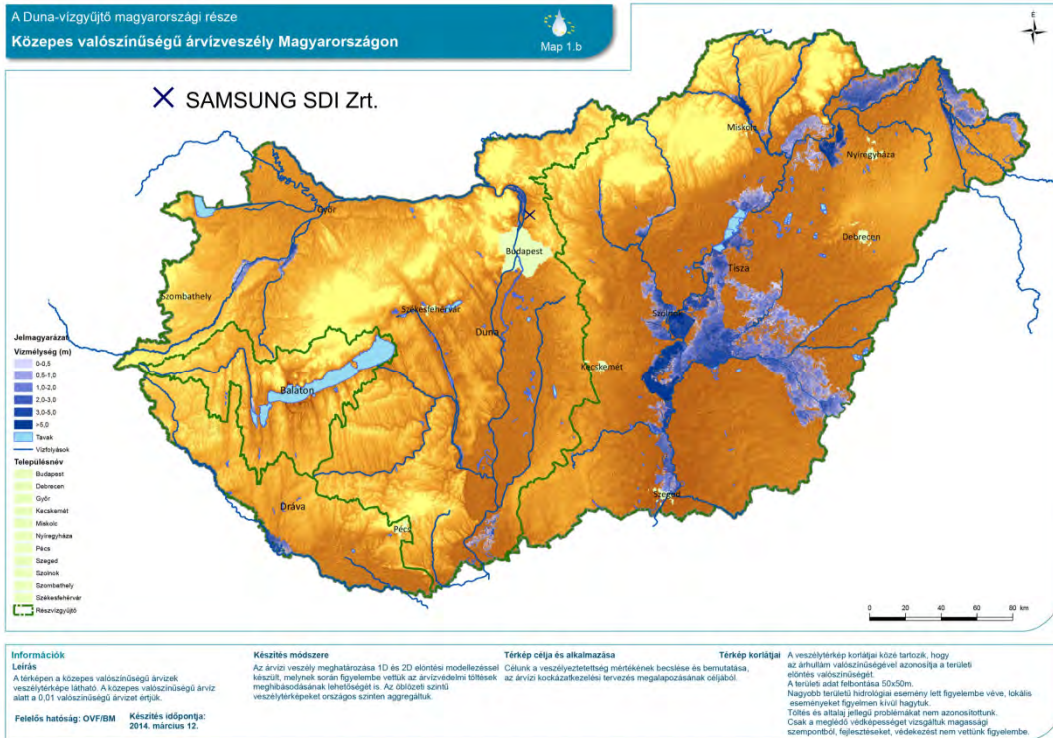 A Duna-vízgyűjtő magyarországi része
Közepes valószínűségű árvízveszély Magyarországon
Map 1.b
É
SAMSUNG SDI Zrt.
Miskolc
Nyíregyháza
Győr
Debrecen
Budapest
Tisza
Szombathely
Székesfehérvár
Duna
Szolnok
Kecskemét
Balaton
Szeged
Dráva
Pécs
Jelmagyarázat
Vízmélység (m)
0-0,5
0,5-1,0
1,0-2,0
2,0-3,0
3,0-5,0
>5,0
Tavak
Vízfolyások
Településnév
Budapest
Debrecen
Győr
Kecskemét
Miskolc
Nyíregyháza
Pécs
Szeged
Szolnok
Szombathely
Székesfehérvár
Részvízgyűjtő
0 20 40 60 80 km
Információk
Leírás
A térképen a közepes valószínűségű árvizek
veszélytérképe látható. A közepes valószínűségű árvíz
alatt a 0,01 valószínűségű árvizet értjük.
Felelős hatóság: OVF/BM
Készítés időpontja:
2014. március 12.
Készítés módszere
Az árvízi veszély meghatározása 1D és 2D elöntési modellezéssel
készült, melynek során figyelembe vettük az árvízvédelmi töltések
meghibásodásának lehetőségét is. Az öblözeti szintű
veszélytérképeket országos szinten aggregáltuk.
Térkép célja és alkalmazása
Célunk a veszélyeztetettség mértékének becslése és bemutatása,
az árvízi kockázatkezelési tervezés megalapozásának céljából.
Térkép korlátjai
A veszélytérkép korlátjai közé tartozik, hogy
az árhullám valószínűségével azonosítja a területi
elöntés valószínűségét.
A területi adat felbontása 50x50m.
Nagyobb területű hidrológiai esemény lett figyelembe véve, lokális
eseményeket figyelmen kívül hagytuk.
Töltés és altalaj jellegű problémákat nem azonosítottunk.
Csak a meglédő védképességet vizsgáltuk magassági
szempontból, fejlesztéseket, védekezést nem vettünk figyelembe.